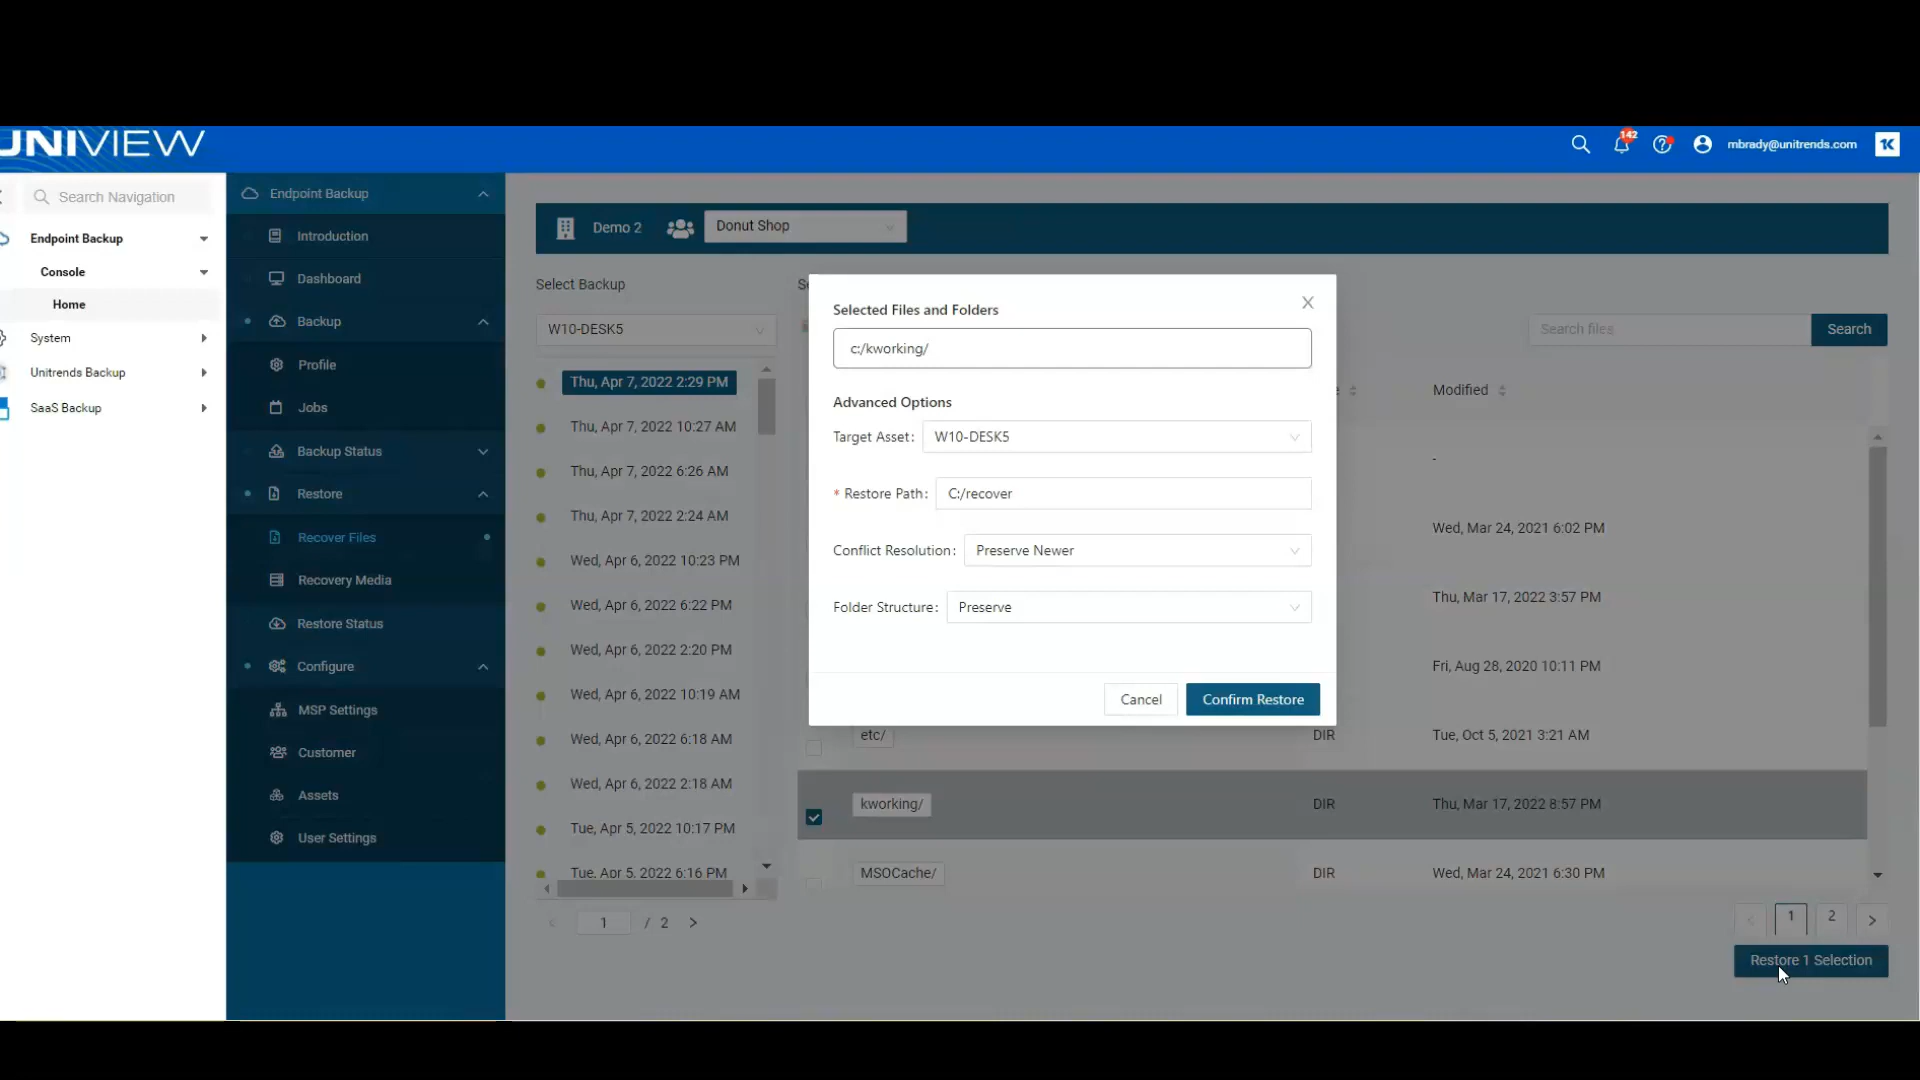 UNIVIEW
142
mbrady@unitrends.com
Search Navigation
Endpoint Backup
Console
Home
System
Unitrends Backup
SaaS Backup
Endpoint Backup
Introduction
Dashboard
Backup
Profile
Jobs
Backup Status
Restore
Recover Files
Recovery Media
Restore Status
Configure
MSP Settings
Customer
Assets
User Settings
Demo 2
Donut Shop
Select Backup
W10-DESK5
Thu, Apr 7, 2022 2:29 PM
Thu, Apr 7, 2022 10:27 AM
Thu, Apr 7, 2022 6:26 AM
Thu, Apr 7, 2022 2:24 AM
Wed, Apr 6, 2022 10:23 PM
Wed, Apr 6, 2022 6:22 PM
Wed, Apr 6, 2022 2:20 PM
Wed, Apr 6, 2022 10:19 AM
Wed, Apr 6, 2022 6:18 AM
Wed, Apr 6, 2022 2:18 AM
Tue, Apr 5, 2022 10:17 PM
Tue, Apr 5, 2022 6:16 PM
1 / 2
Selected Files and Folders
c:/kworking/
Advanced Options
Target Asset: W10-DESK5
* Restore Path: C:/recover
Conflict Resolution: Preserve Newer
Folder Structure: Preserve
Cancel
Confirm Restore
Search files
Search
Modified
-
Wed, Mar 24, 2021 6:02 PM
Thu, Mar 17, 2022 3:57 PM
Fri, Aug 28, 2020 10:11 PM
etc/ DIR Tue, Oct 5, 2021 3:21 AM
kworking/ DIR Thu, Mar 17, 2022 8:57 PM
MSOCache/ DIR Wed, Mar 24, 2021 6:30 PM
1 2
Restore 1 Selection